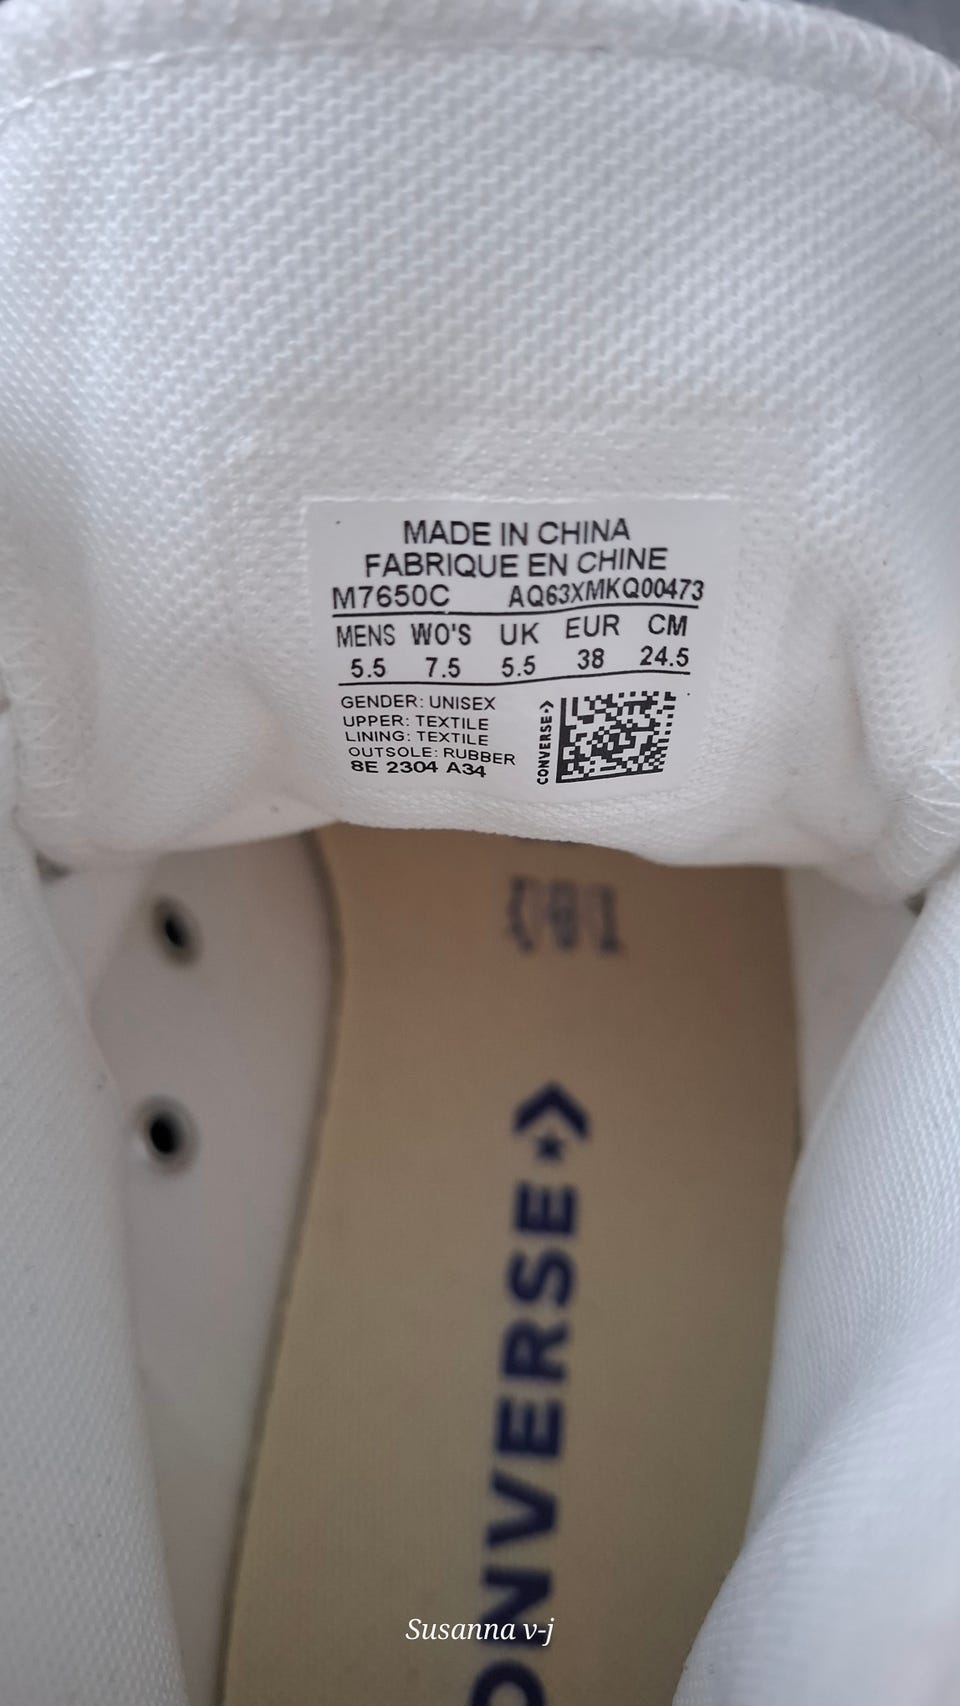 MADE IN CHINA
FABRIQUE EN CHINE
M7650C AQ63XMKQ00473
MENS WO'S UK EUR CM
5.5 7.5 5.5 38 24.5
GENDER: UNISEX
UPPER: TEXTILE
LINING: TEXTILE
OUTSOLE: RUBBER
8E 2304 A34
CONVERSE
ONVERSE
Susanna v-j